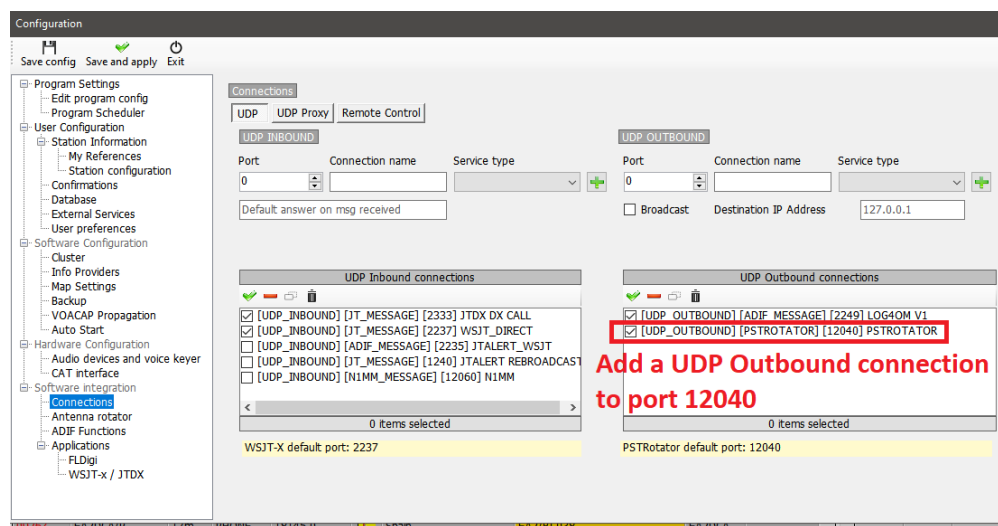 Configuration
Save config Save and apply Exit
Program Settings
Edit program config
Program Scheduler
User Configuration
Station Information
My References
Station configuration
Confirmations
Database
External Services
User preferences
Software Configuration
Cluster
Info Providers
Map Settings
Backup
VOACAP Propagation
Auto Start
Hardware Configuration
Audio devices and voice keyer
CAT interface
Software integration
Connections
Antenna rotator
ADIF Functions
Applications
FLDigi
WSJT-x / JTDX
Connections
UDP UDP Proxy Remote Control
UDP INBOUND
Port Connection name Service type
0
Default answer on msg received
UDP Inbound connections
[UDP_INBOUND] [JT_MESSAGE] [2333] JTDX DX CALL
[UDP_INBOUND] [JT_MESSAGE] [2237] WSJT_DIRECT
[UDP_INBOUND] [ADIF_MESSAGE] [2235] JTALERT_WSJT
[UDP_INBOUND] [JT_MESSAGE] [1240] JTALERT REBROADCAST
[UDP_INBOUND] [N1MM_MESSAGE] [12060] N1MM
0 items selected
WSJT-X default port: 2237
UDP OUTBOUND
Port Connection name Service type
0
Broadcast Destination IP Address 127.0.0.1
UDP Outbound connections
[UDP_OUTBOUND] [ADIF_MESSAGE] [2249] LOG4OM V1
[UDP_OUTBOUND] [PSTROTATOR] [12040] PSTROTATOR
Add a UDP Outbound connection
to port 12040
0 items selected
PSTRotator default port: 12040